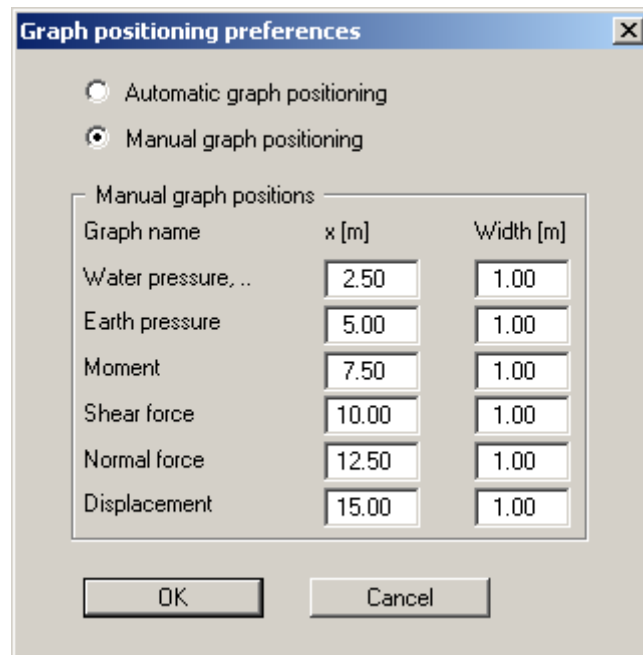 Graph positioning preferences
Automatic graph positioning
Manual graph positioning
Manual graph positions
Graph name x [m] Width [m]
Water pressure, .. 2.50 1.00
Earth pressure 5.00 1.00
Moment 7.50 1.00
Shear force 10.00 1.00
Normal force 12.50 1.00
Displacement 15.00 1.00
OK Cancel